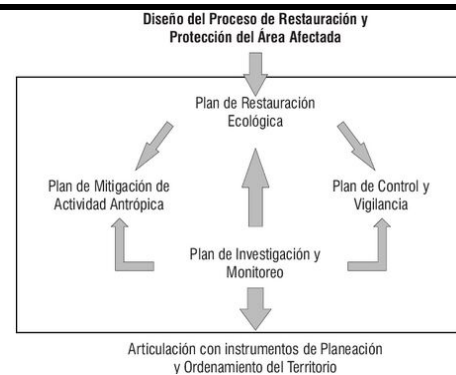 Diseño del Proceso de Restauración y
Protección del Área Afectada
Plan de Restauración
Ecológica
Plan de Mitigación de
Actividad Antrópica
Plan de Control y
Vigilancia
Plan de Investigación y
Monitoreo
Articulación con instrumentos de Planeación
y Ordenamiento del Territorio